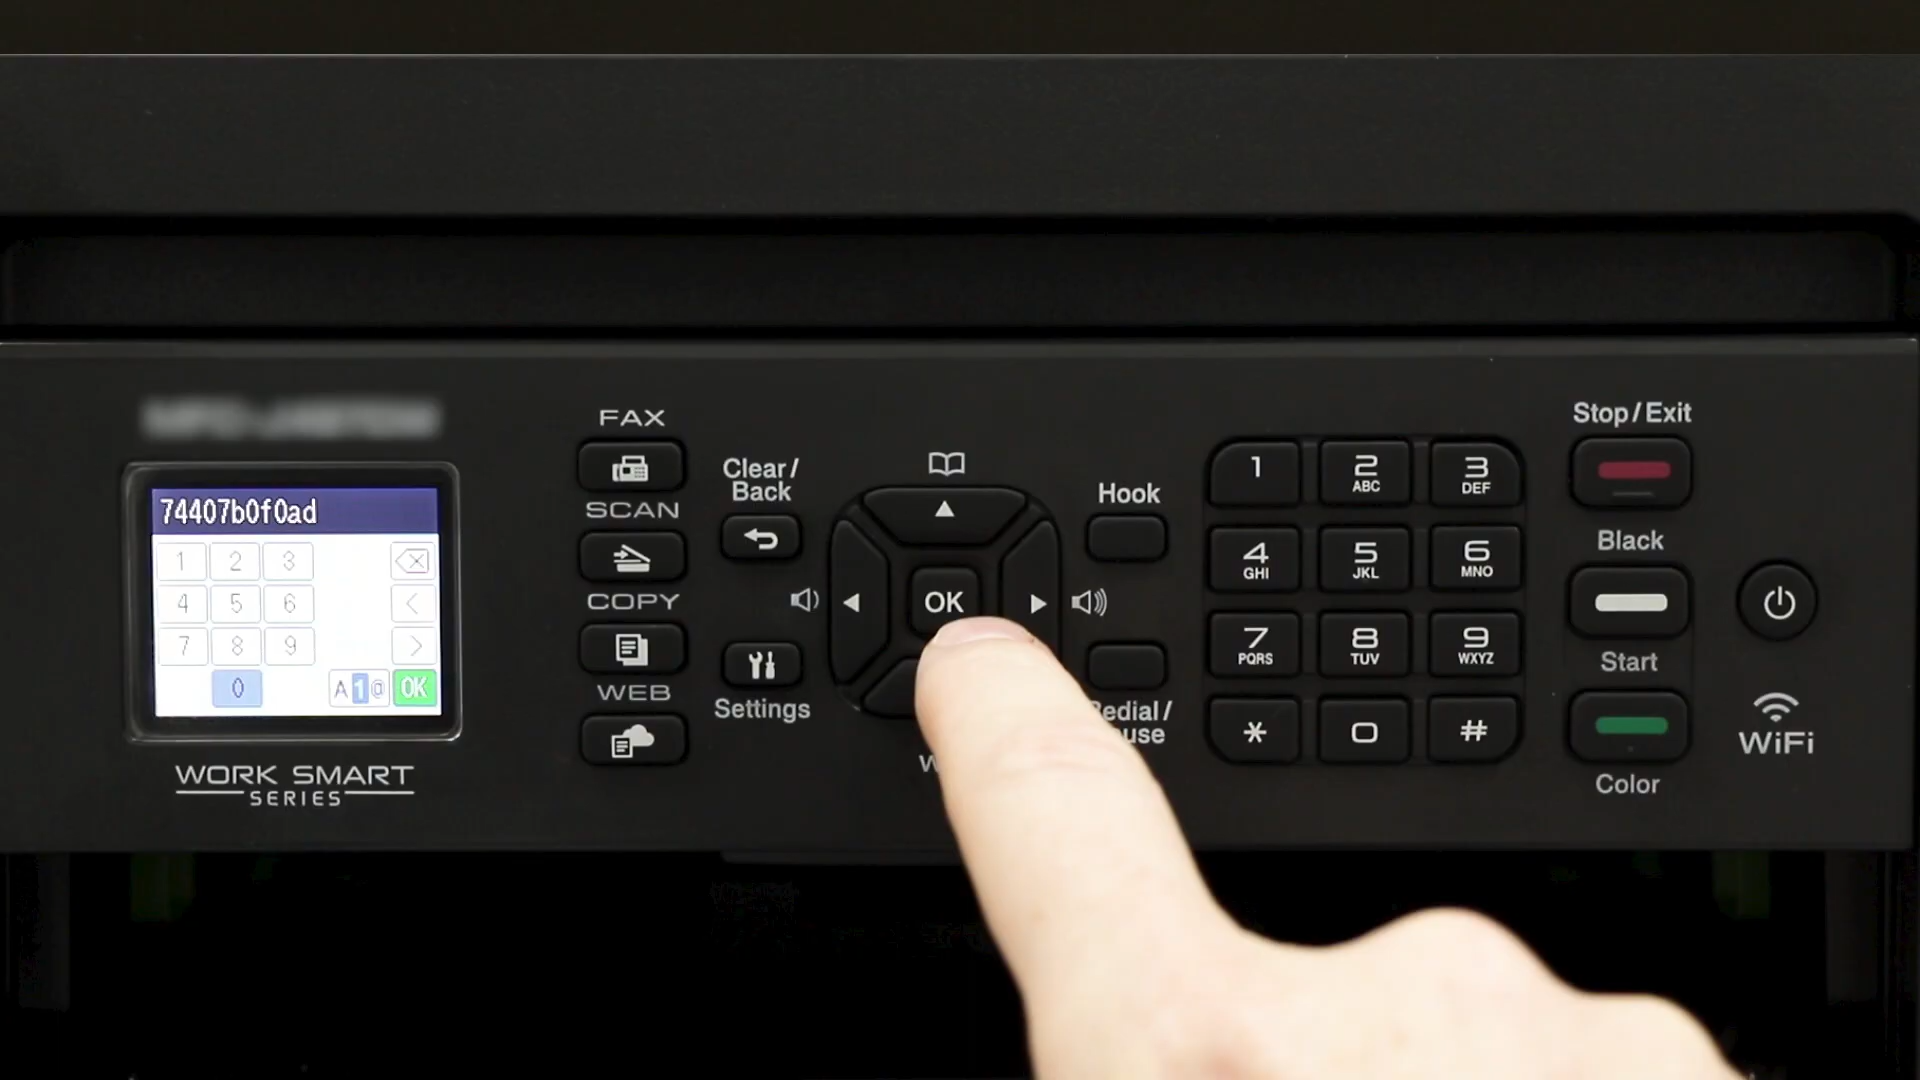 74407b0f0ad
1 2 3
4 5 6
7 8 9
0 A1@ OK
WORK SMART
SERIES
FAX
SCAN
COPY
WEB
Clear/
Back
Settings
OK
Hook
1
2 ABC
3 DEF
4 GHI
5 JKL
6 MNO
7 PQRS
8 TUV
9 WXYZ
* 0 #
Stop/Exit
Black
Start
Color
WiFi